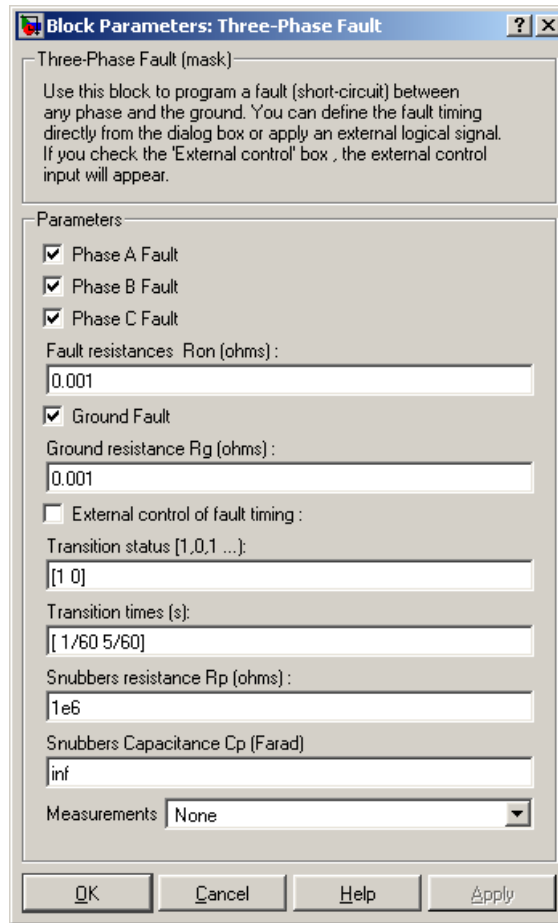 Block Parameters: Three-Phase Fault
Three-Phase Fault (mask)
Use this block to program a fault (short-circuit) between
any phase and the ground. You can define the fault timing
directly from the dialog box or apply an external logical signal.
If you check the 'External control' box , the external control
input will appear.
Parameters
Phase A Fault
Phase B Fault
Phase C Fault
Fault resistances Ron (ohms) :
0.001
Ground Fault
Ground resistance Rg (ohms) :
0.001
External control of fault timing :
Transition status [1,0,1 ...):
[1 0]
Transition times (s):
[ 1/60 5/60]
Snubbers resistance Rp (ohms) :
1e6
Snubbers Capacitance Cp (Farad)
inf
Measurements None
OK Cancel Help Apply